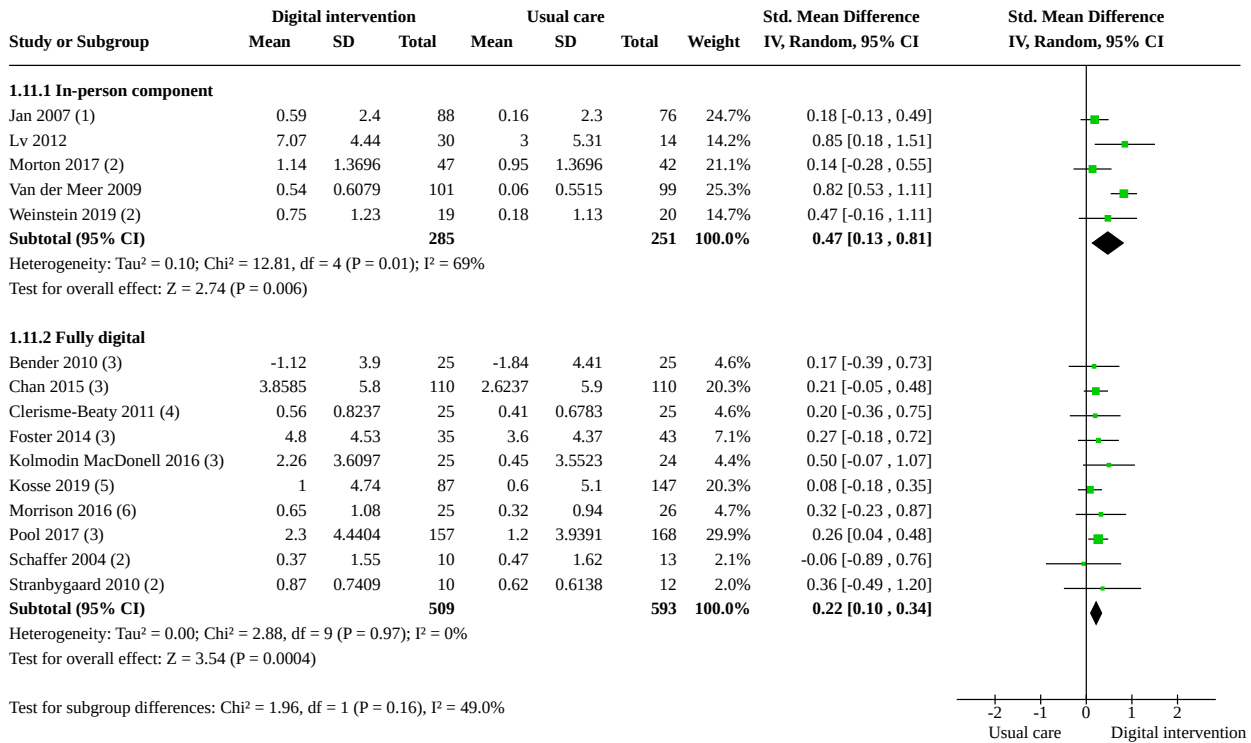 Digital intervention Usual care Std. Mean Difference Std. Mean Difference
Study or Subgroup Mean SD Total Mean SD Total Weight IV, Random, 95% CI IV, Random, 95% CI
1.11.1 In-person component
Jan 2007 (1) 0.59 2.4 88 0.16 2.3 76 24.7% 0.18 [-0.13 , 0.49]
Lv 2012 7.07 4.44 30 3 5.31 14 14.2% 0.85 [0.18 , 1.51]
Morton 2017 (2) 1.14 1.3696 47 0.95 1.3696 42 21.1% 0.14 [-0.28 , 0.55]
Van der Meer 2009 0.54 0.6079 101 0.06 0.5515 99 25.3% 0.82 [0.53 , 1.11]
Weinstein 2019 (2) 0.75 1.23 19 0.18 1.13 20 14.7% 0.47 [-0.16 , 1.11]
Subtotal (95% CI) 285 251 100.0% 0.47 [0.13 , 0.81]
Heterogeneity: Tau² = 0.10; Chi² = 12.81, df = 4 (P = 0.01); I² = 69%
Test for overall effect: Z = 2.74 (P = 0.006)
1.11.2 Fully digital
Bender 2010 (3) -1.12 3.9 25 -1.84 4.41 25 4.6% 0.17 [-0.39 , 0.73]
Chan 2015 (3) 3.8585 5.8 110 2.6237 5.9 110 20.3% 0.21 [-0.05 , 0.48]
Clerisme-Beaty 2011 (4) 0.56 0.8237 25 0.41 0.6783 25 4.6% 0.20 [-0.36 , 0.75]
Foster 2014 (3) 4.8 4.53 35 3.6 4.37 43 7.1% 0.27 [-0.18 , 0.72]
Kolmodin MacDonell 2016 (3) 2.26 3.6097 25 0.45 3.5523 24 4.4% 0.50 [-0.07 , 1.07]
Kosse 2019 (5) 1 4.74 87 0.6 5.1 147 20.3% 0.08 [-0.18 , 0.35]
Morrison 2016 (6) 0.65 1.08 25 0.32 0.94 26 4.7% 0.32 [-0.23 , 0.87]
Pool 2017 (3) 2.3 4.4404 157 1.2 3.9391 168 29.9% 0.26 [0.04 , 0.48]
Schaffer 2004 (2) 0.37 1.55 10 0.47 1.62 13 2.1% -0.06 [-0.89 , 0.76]
Stranbygaard 2010 (2) 0.87 0.7409 10 0.62 0.6138 12 2.0% 0.36 [-0.49 , 1.20]
Subtotal (95% CI) 509 593 100.0% 0.22 [0.10 , 0.34]
Heterogeneity: Tau² = 0.00; Chi² = 2.88, df = 9 (P = 0.97); I² = 0%
Test for overall effect: Z = 3.54 (P = 0.0004)
Test for subgroup differences: Chi² = 1.96, df = 1 (P = 0.16), I² = 49.0%
-2 -1 0 1 2
Usual care Digital intervention